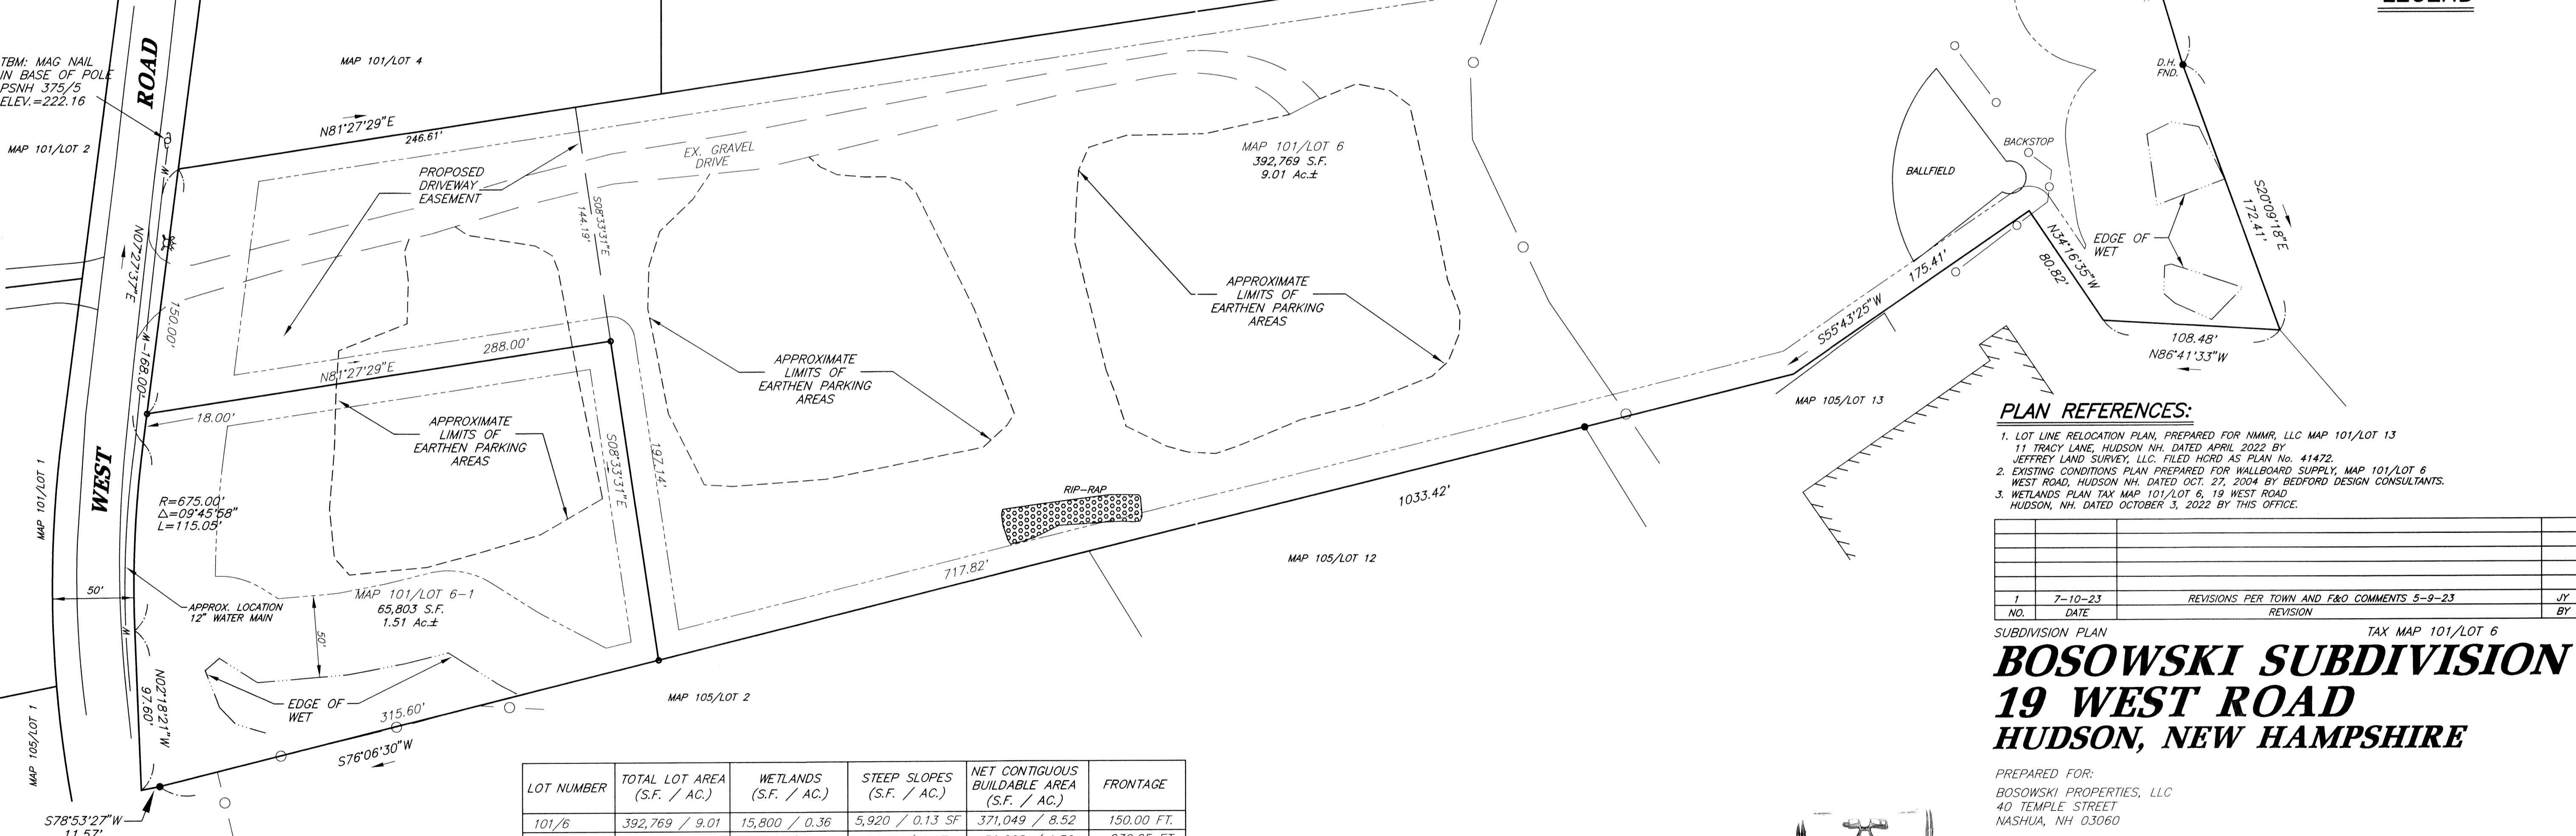 LEGEND
TBM: MAG NAIL
IN BASE OF POLE
PSNH 375/5
ELEV.=222.16
MAP 101/LOT 2
ROAD
MAP 101/LOT 4
N81°27'29"E
246.61'
PROPOSED
DRIVEWAY
EASEMENT
EX. GRAVEL
DRIVE
S08°33'31"E
144.19'
MAP 101/LOT 6
392,769 S.F.
9.01 Ac.±
APPROXIMATE
LIMITS OF
EARTHEN PARKING
AREAS
BALLFIELD
BACKSTOP
D.H.
FND.
EDGE OF
WET
S20°09'18"E
172.41'
N34°16'35"W
80.82'
175.41'
S55°43'25"W
108.48'
N86°41'33"W
N07°27'37"E
150.00'
W
W
168.00'
N81°27'29"E
288.00'
18.00'
APPROXIMATE
LIMITS OF
EARTHEN PARKING
AREAS
APPROXIMATE
LIMITS OF
EARTHEN PARKING
AREAS
S08°33'31"E
197.14'
MAP 101/LOT 1
WEST
R=675.00'
△=09°45'58"
L=115.05'
50'
APPROX. LOCATION
12" WATER MAIN
W
MAP 101/LOT 6-1
65,803 S.F.
1.51 Ac.±
50'
RIP-RAP
717.82'
1033.42'
MAP 105/LOT 12
MAP 105/LOT 13
MAP 105/LOT 2
EDGE OF
WET
315.60'
S76°06'30"W
N02°18'21"W
97.60'
MAP 105/LOT 1
S78°53'27"W
11.57'
LOT NUMBER TOTAL LOT AREA (S.F. / AC.) WETLANDS (S.F. / AC.) STEEP SLOPES (S.F. / AC.) NET CONTIGUOUS BUILDABLE AREA (S.F. / AC.) FRONTAGE
101/6 392,769 / 9.01 15,800 / 0.36 5,920 / 0.13 SF 371,049 / 8.52 150.00 FT.
PLAN REFERENCES:
1. LOT LINE RELOCATION PLAN, PREPARED FOR NMMR, LLC MAP 101/LOT 13
11 TRACY LANE, HUDSON NH. DATED APRIL 2022 BY
JEFFREY LAND SURVEY, LLC. FILED HCRD AS PLAN No. 41472.
2. EXISTING CONDITIONS PLAN PREPARED FOR WALLBOARD SUPPLY, MAP 101/LOT 6
WEST ROAD, HUDSON NH. DATED OCT. 27, 2004 BY BEDFORD DESIGN CONSULTANTS.
3. WETLANDS PLAN TAX MAP 101/LOT 6, 19 WEST ROAD
HUDSON, NH. DATED OCTOBER 3, 2022 BY THIS OFFICE.
1 7-10-23 REVISIONS PER TOWN AND F&O COMMENTS 5-9-23 JY
NO. DATE REVISION BY
SUBDIVISION PLAN TAX MAP 101/LOT 6
BOSOWSKI SUBDIVISION
19 WEST ROAD
HUDSON, NEW HAMPSHIRE
PREPARED FOR:
BOSOWSKI PROPERTIES, LLC
40 TEMPLE STREET
NASHUA, NH 03060